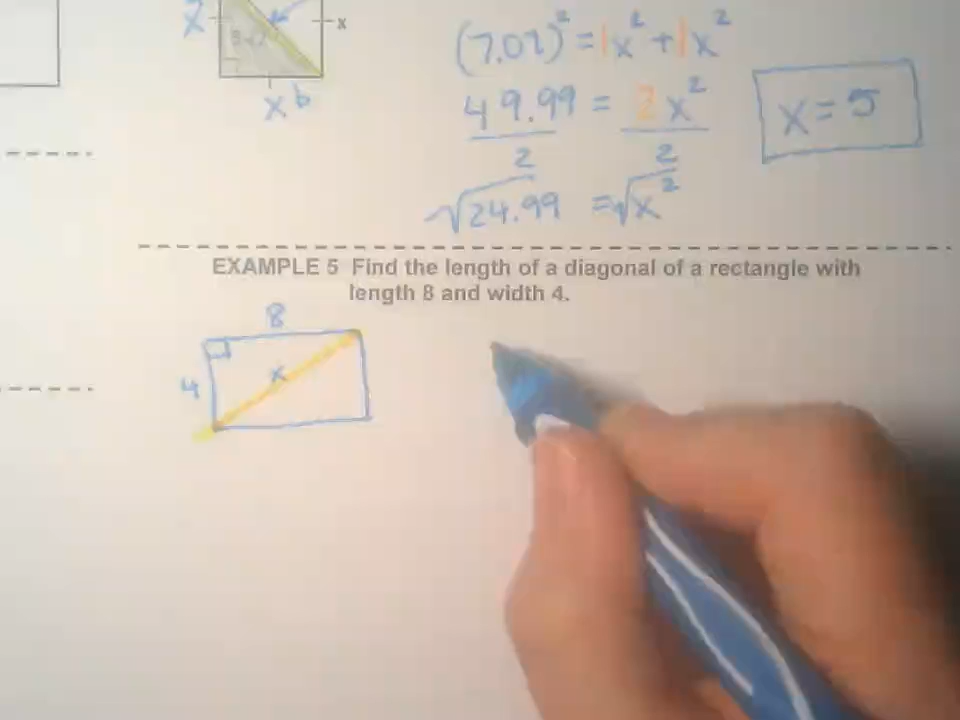 x
x
x b
(7.07)² = 1x² + 1x²
49.99 = 2x²
2 2
√24.99 = √x²
x = 5
EXAMPLE 5 Find the length of a diagonal of a rectangle with
length 8 and width 4.
8
4
x